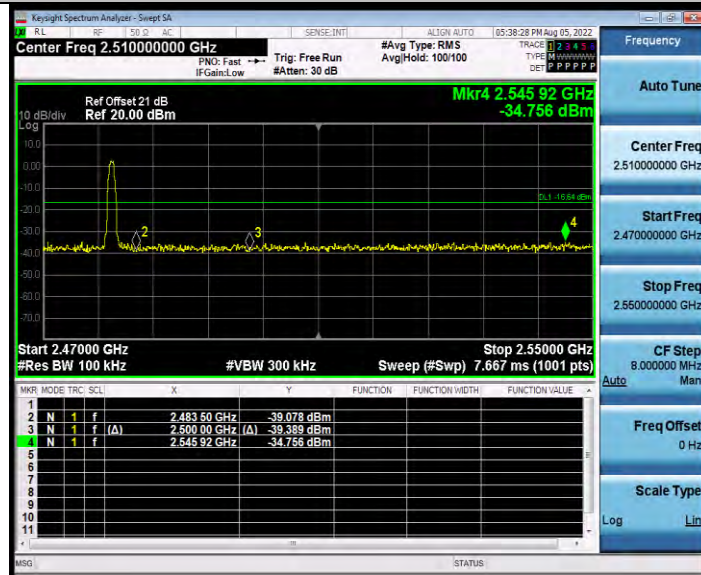 Keysight Spectrum Analyzer - Swept SA
RL RF 50 Ω AC SENSE:INT ALIGN AUTO 05:38:28 PM Aug 05, 2022
Center Freq 2.510000000 GHz #Avg Type: RMS TRACE 1 2 3 4 5 6
PNO: Fast Trig: Free Run Avg|Hold: 100/100 TYPE M
IFGain:Low #Atten: 30 dB DET P P P P P P
Ref Offset 21 dB Mkr4 2.545 92 GHz
10 dB/div Ref 20.00 dBm -34.756 dBm
Log
10.0
0.00
-10.0
DL1 -16.64 dBm
-20.0
-30.0 2 3 4
-40.0
-50.0
-60.0
-70.0
Start 2.47000 GHz Stop 2.55000 GHz
#Res BW 100 kHz #VBW 300 kHz Sweep (#Swp) 7.667 ms (1001 pts)
MKR MODE TRC SCL X Y FUNCTION FUNCTION WIDTH FUNCTION VALUE
1
2 N 1 f 2.483 50 GHz -39.078 dBm
3 N 1 f (Δ) 2.500 00 GHz (Δ) -39.389 dBm
4 N 1 f 2.545 92 GHz -34.756 dBm
5
6
7
8
9
10
11
MSG STATUS
Frequency
Auto Tune
Center Freq
2.510000000 GHz
Start Freq
2.470000000 GHz
Stop Freq
2.550000000 GHz
CF Step
8.000000 MHz
Auto Man
Freq Offset
0 Hz
Scale Type
Log Lin